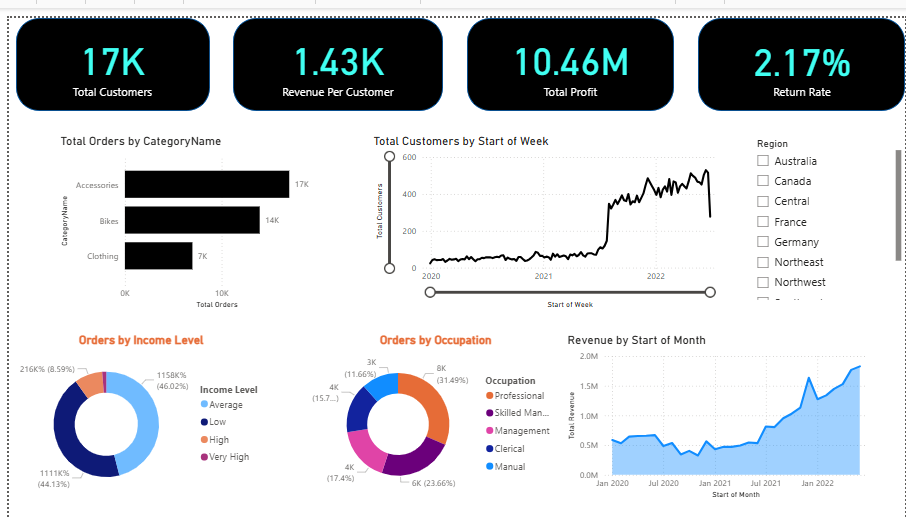 17K
Total Customers
1.43K
Revenue Per Customer
10.46M
Total Profit
2.17%
Return Rate
Total Orders by CategoryName
CategoryName
Accessories
17K
Bikes
14K
Clothing
7K
0K
10K
Total Orders
Total Customers by Start of Week
Total Customers
600
400
200
0
2020
2021
2022
Start of Week
Region
Australia
Canada
Central
France
Germany
Northeast
Northwest
Orders by Income Level
216K% (8.59%)
1158K%
(46.02%)
1111K%
(44.13%)
Income Level
Average
Low
High
Very High
Orders by Occupation
3K
(11.66%)
8K
(31.49%)
4K
(15.7...)
4K
(17.4%)
6K (23.66%)
Occupation
Professional
Skilled Man...
Management
Clerical
Manual
Revenue by Start of Month
Total Revenue
2.0M
1.5M
1.0M
0.5M
0.0M
Jan 2020
Jul 2020
Jan 2021
Jul 2021
Jan 2022
Start of Month